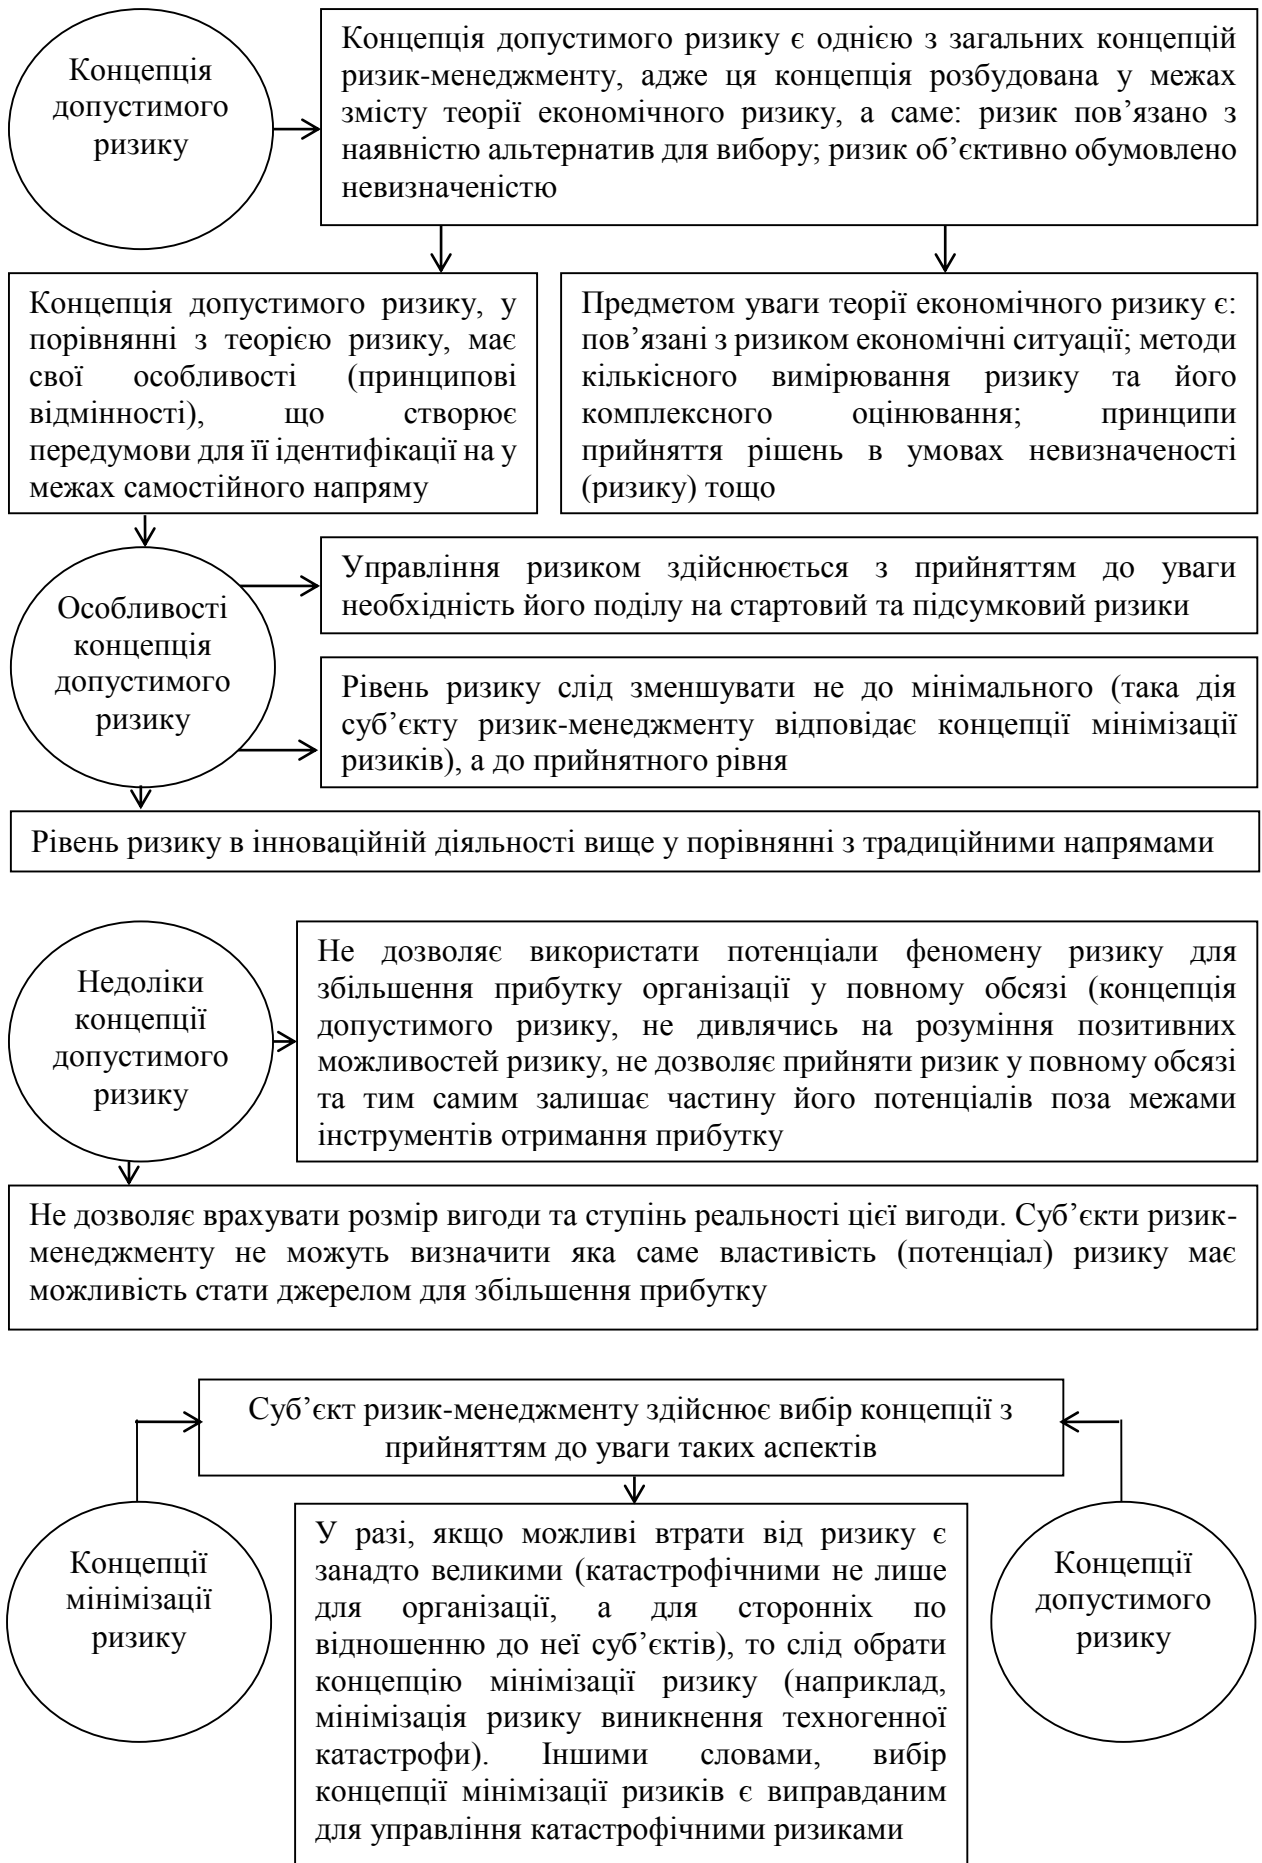 Концепція
допустимого
ризику
Концепція допустимого ризику є однією з загальних концепцій
ризик-менеджменту, адже ця концепція розбудована у межах
змісту теорії економічного ризику, а саме: ризик пов’язано з
наявністю альтернатив для вибору; ризик об’єктивно обумовлено
невизначеністю
Концепція допустимого ризику, у
порівнянні з теорією ризику, має
свої особливості (принципові
відмінності), що створює
передумови для її ідентифікації на у
межах самостійного напряму
Предметом уваги теорії економічного ризику є:
пов’язані з ризиком економічні ситуації; методи
кількісного вимірювання ризику та його
комплексного оцінювання; принципи
прийняття рішень в умовах невизначеності
(ризику) тощо
Особливості
концепція
допустимого
ризику
Управління ризиком здійснюється з прийняттям до уваги
необхідність його поділу на стартовий та підсумковий ризики
Рівень ризику слід зменшувати не до мінімального (така дія
суб’єкту ризик-менеджменту відповідає концепції мінімізації
ризиків), а до прийнятного рівня
Рівень ризику в інноваційній діяльності вище у порівнянні з традиційними напрямами
Недоліки
концепції
допустимого
ризику
Не дозволяє використати потенціали феномену ризику для
збільшення прибутку організації у повному обсязі (концепція
допустимого ризику, не дивлячись на розуміння позитивних
можливостей ризику, не дозволяє прийняти ризик у повному обсязі
та тим самим залишає частину його потенціалів поза межами
інструментів отримання прибутку
Не дозволяє врахувати розмір вигоди та ступінь реальності цієї вигоди. Суб’єкти ризик-
менеджменту не можуть визначити яка саме властивість (потенціал) ризику має
можливість стати джерелом для збільшення прибутку
Суб’єкт ризик-менеджменту здійснює вибір концепції з
прийняттям до уваги таких аспектів
Концепції
мінімізації
ризику
У разі, якщо можливі втрати від ризику є
занадто великими (катастрофічними не лише
для організації, а для сторонніх по
відношенню до неї суб’єктів), то слід обрати
концепцію мінімізації ризику (наприклад,
мінімізація ризику виникнення техногенної
катастрофи). Іншими словами, вибір
концепції мінімізації ризиків є виправданим
для управління катастрофічними ризиками
Концепції
допустимого
ризику